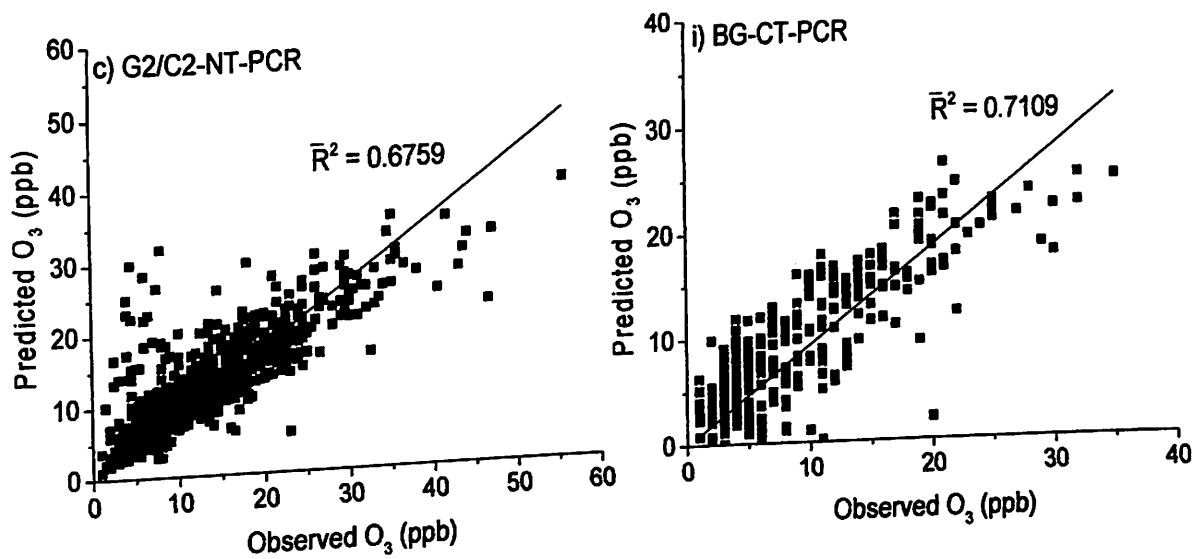 c) G2/C2-NT-PCR
R̅² = 0.6759
Predicted O₃ (ppb)
60
50
40
30
20
10
0
0 10 20 30 40 50 60
Observed O₃ (ppb)
i) BG-CT-PCR
R̅² = 0.7109
Predicted O₃ (ppb)
40
30
20
10
0
0 10 20 30 40
Observed O₃ (ppb)